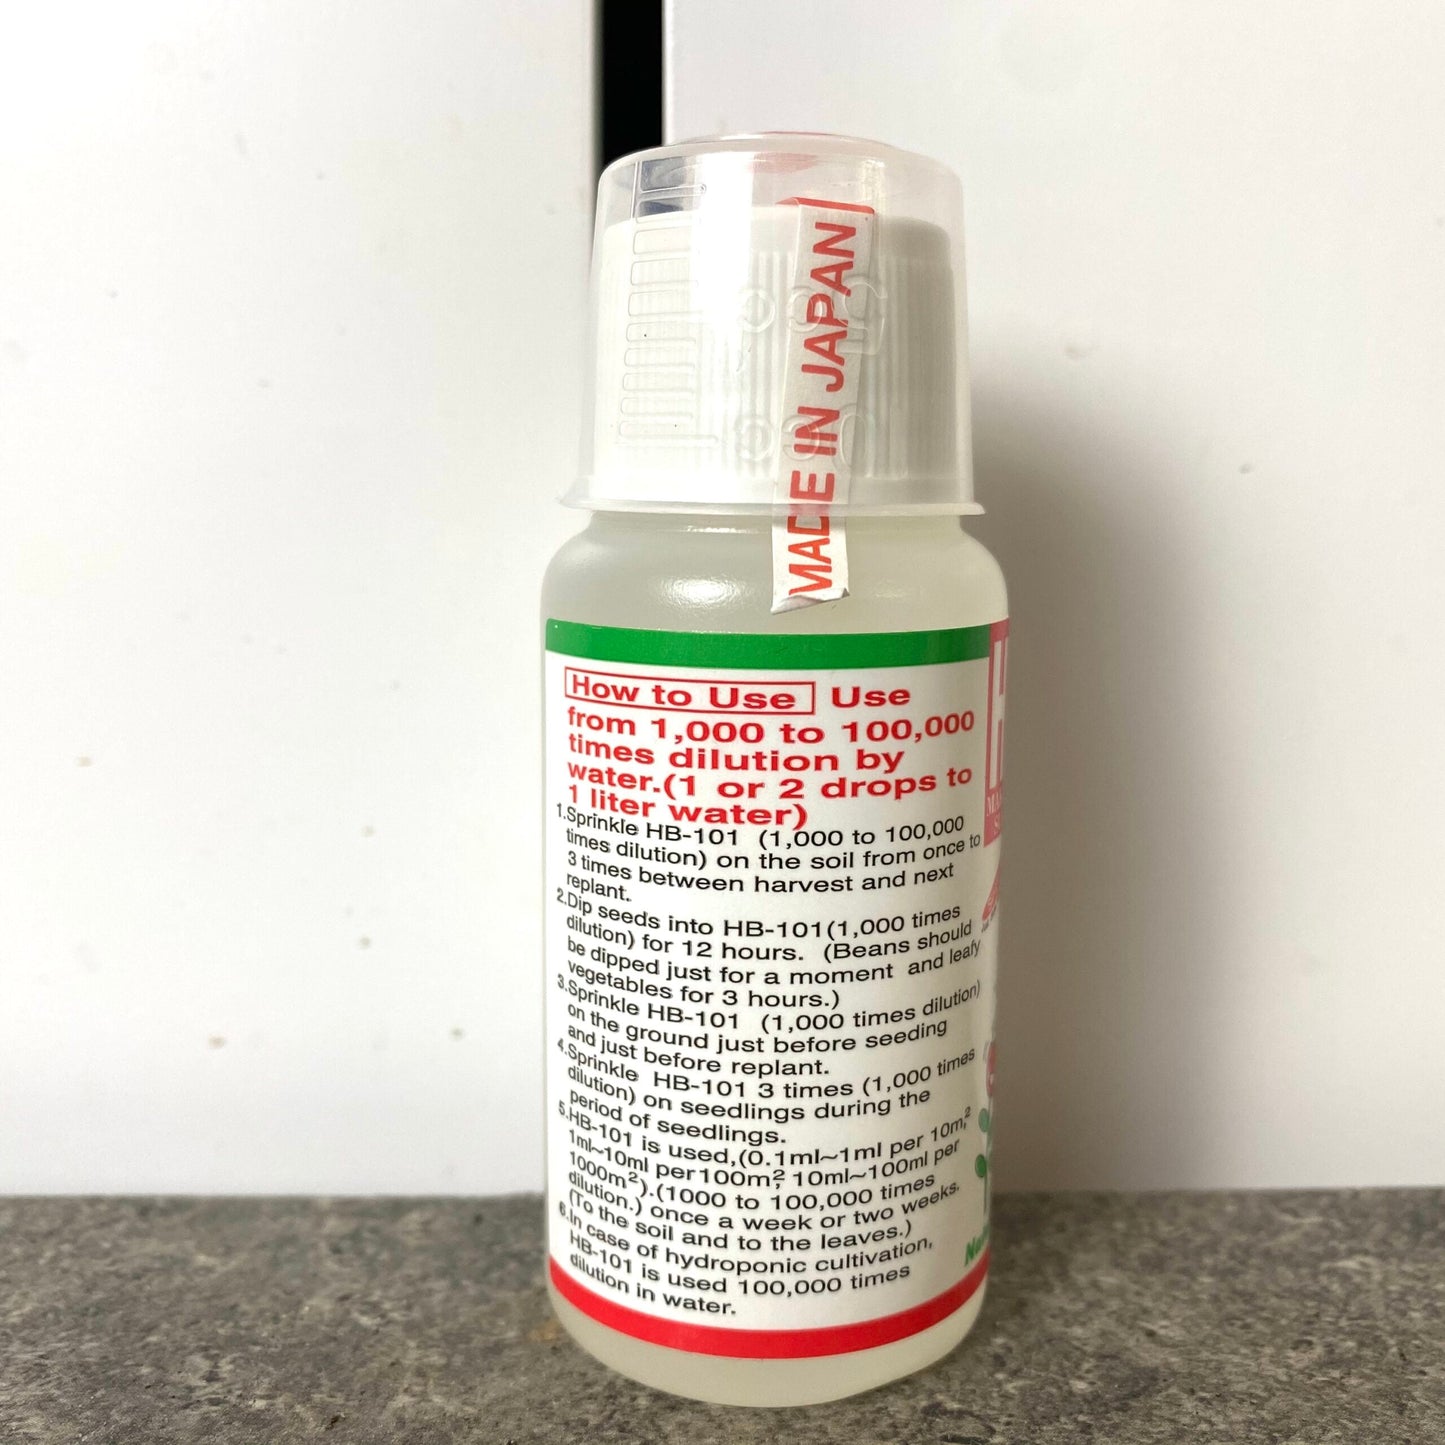 MADE IN JAPAN
How to Use Use
from 1,000 to 100,000
times dilution by
water.(1 or 2 drops to
1 liter water)
1.Sprinkle HB-101 (1,000 to 100,000
times dilution) on the soil from once to
3 times between harvest and next
replant.
2.Dip seeds into HB-101(1,000 times
dilution) for 12 hours. (Beans should
be dipped just for a moment and leafy
vegetables for 3 hours.)
3.Sprinkle HB-101 (1,000 times dilution)
on the ground just before seeding
and just before replant.
4.Sprinkle HB-101 3 times (1,000 times
dilution) on seedlings during the
period of seedlings.
5.HB-101 is used,(0.1ml~1ml per 10m²,
1ml~10ml per100m², 10ml~100ml per
1000m²).(1000 to 100,000 times
dilution.) once a week or two weeks.
(To the soil and to the leaves.)
6.In case of hydroponic cultivation,
HB-101 is used 100,000 times
dilution in water.